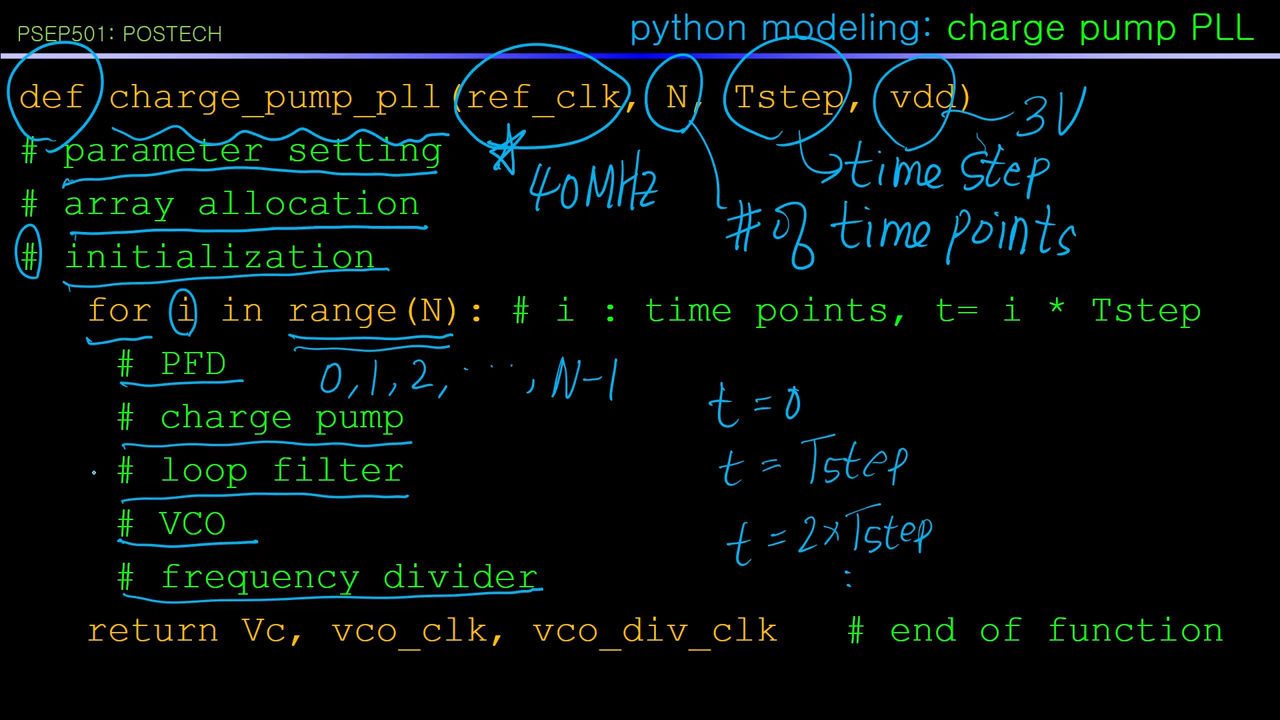 PSEP501: POSTECH
python modeling: charge pump PLL
def charge_pump_pll(ref_clk, N, Tstep, vdd)
3V
# parameter setting
40MHz
time step
# array allocation
# of time points
# initialization
for i in range(N): # i : time points, t= i * Tstep
# PFD
0, 1, 2, ..., N-1
# charge pump
t = 0
# loop filter
t = Tstep
# VCO
t = 2×Tstep
:
# frequency divider
return Vc, vco_clk, vco_div_clk # end of function